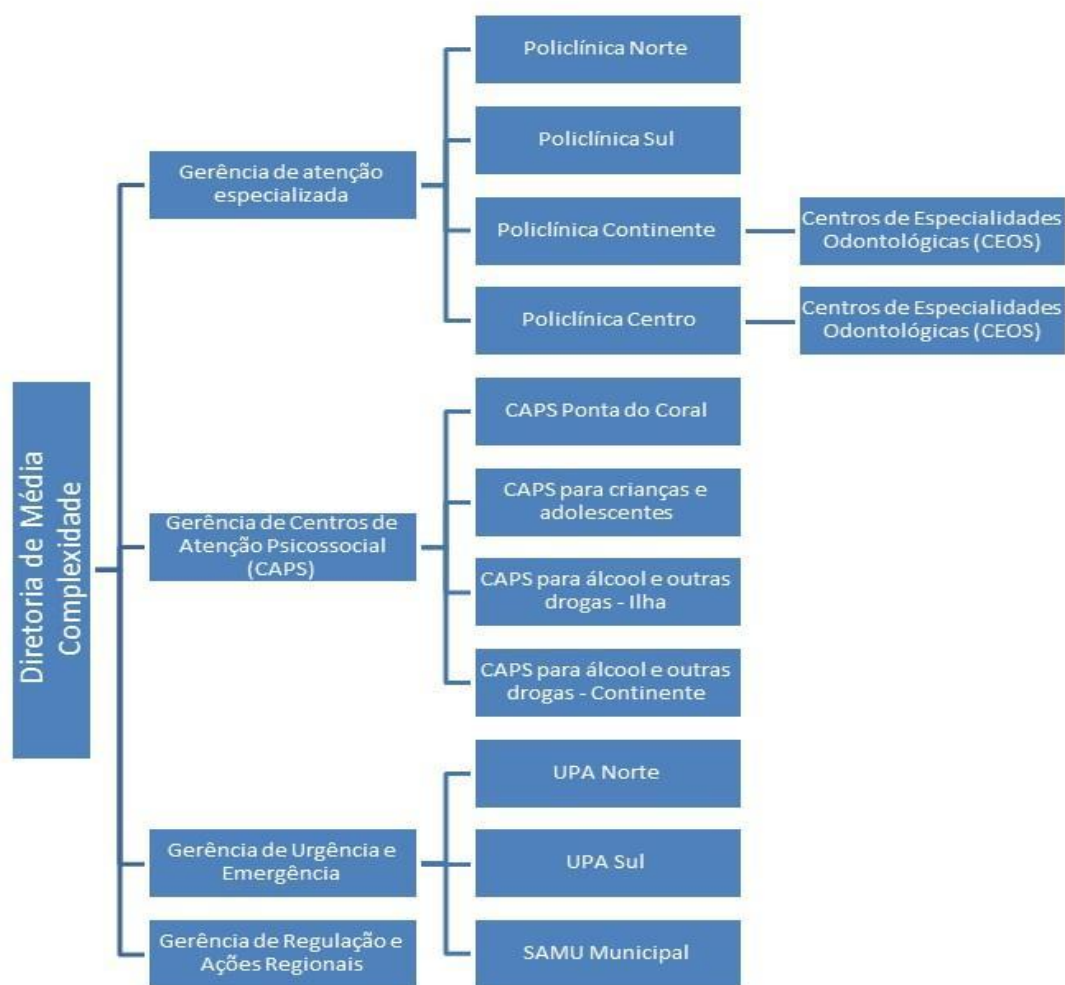 Diretoria de Média
Complexidade
Gerência de atenção
especializada
Policlínica Norte
Policlínica Sul
Policlínica Continente
Centros de Especialidades
Odontológicas (CEOS)
Policlínica Centro
Centros de Especialidades
Odontológicas (CEOS)
Gerência de Centros de
Atenção Psicossocial
(CAPS)
CAPS Ponta do Coral
CAPS para crianças e
adolescentes
CAPS para álcool e outras
drogas - Ilha
CAPS para álcool e outras
drogas - Continente
Gerência de Urgência e
Emergência
UPA Norte
UPA Sul
SAMU Municipal
Gerência de Regulação e
Ações Regionais